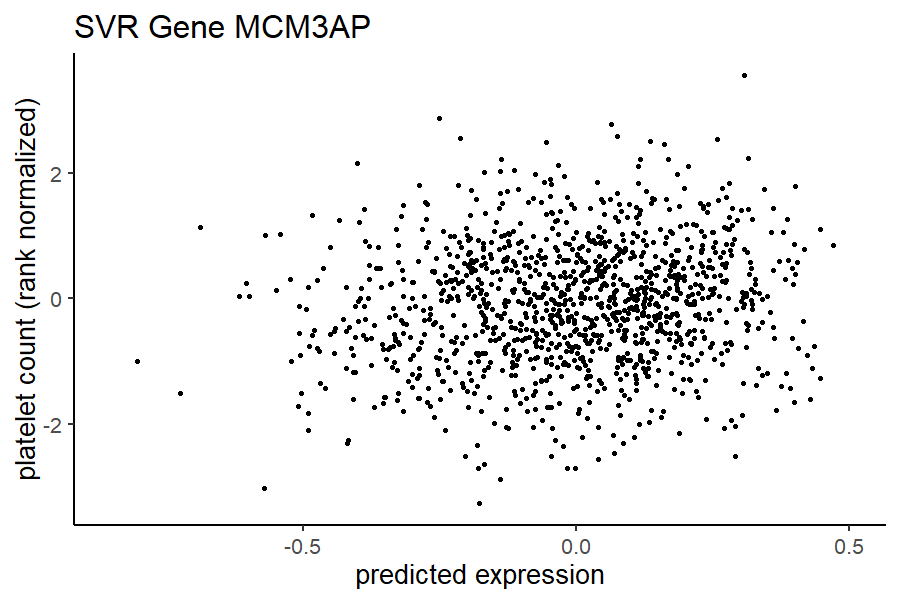 SVR Gene MCM3AP
platelet count (rank normalized)
2
0
-2
-0.5
0.0
0.5
predicted expression